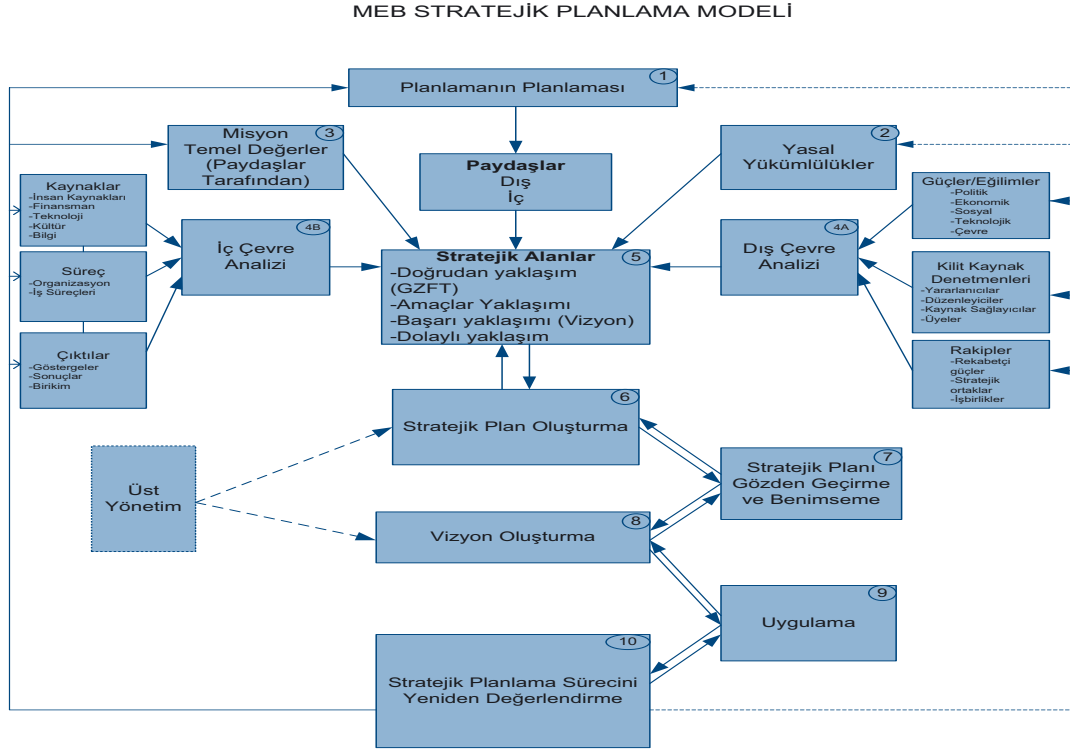 MEB STRATEJİK PLANLAMA MODELİ
1
Planlamanın Planlaması
3
Misyon
Temel Değerler
(Paydaşlar
Tarafından)
Paydaşlar
Dış
İç
2
Yasal
Yükümlülükler
Kaynaklar
-İnsan Kaynakları
-Finansman
-Teknoloji
-Kültür
-Bilgi
Süreç
-Organizasyon
-İş Süreçleri
Çıktılar
-Göstergeler
-Sonuçlar
-Birikim
4B
İç Çevre
Analizi
5
Stratejik Alanlar
-Doğrudan yaklaşım
(GZFT)
-Amaçlar Yaklaşımı
-Başarı yaklaşımı (Vizyon)
-Dolaylı yaklaşım
4A
Dış Çevre
Analizi
Güçler/Eğilimler
-Politik
-Ekonomik
-Sosyal
-Teknolojik
-Çevre
Kilit Kaynak
Denetmenleri
-Yararlanıcılar
-Düzenleyiciler
-Kaynak Sağlayıcılar
-Üyeler
Rakipler
-Rekabetçi
güçler
-Stratejik
ortaklar
-İşbirlikler
6
Stratejik Plan Oluşturma
Üst
Yönetim
7
Stratejik Planı
Gözden Geçirme
ve Benimseme
8
Vizyon Oluşturma
9
Uygulama
10
Stratejik Planlama Sürecini
Yeniden Değerlendirme